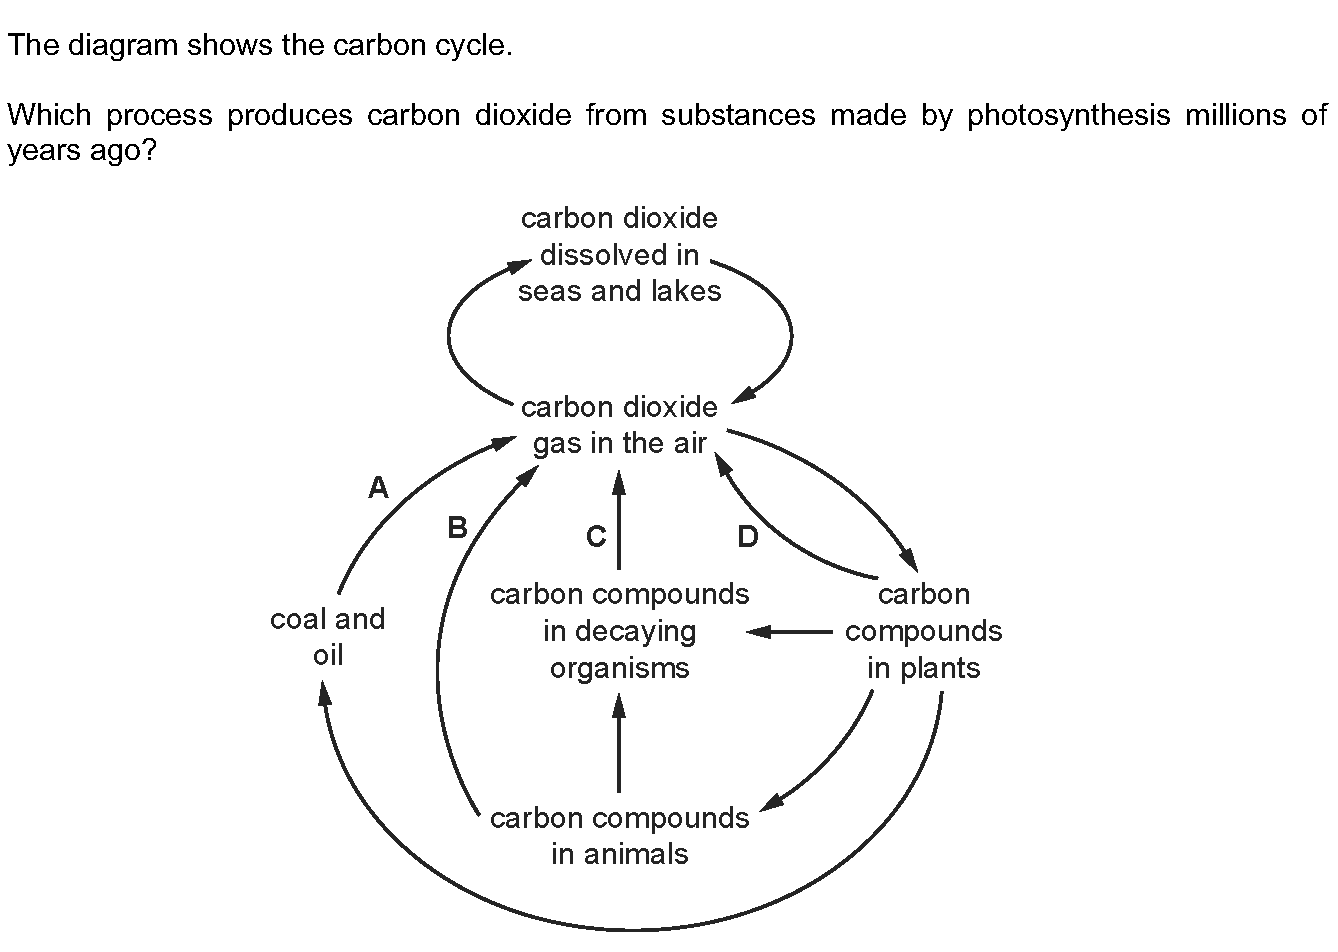 The diagram shows the carbon cycle.
Which process produces carbon dioxide from substances made by photosynthesis millions of
years ago?
carbon dioxide
dissolved in
seas and lakes
carbon dioxide
gas in the air
A
B
C
D
coal and
oil
carbon compounds
in decaying
organisms
carbon
compounds
in plants
carbon compounds
in animals